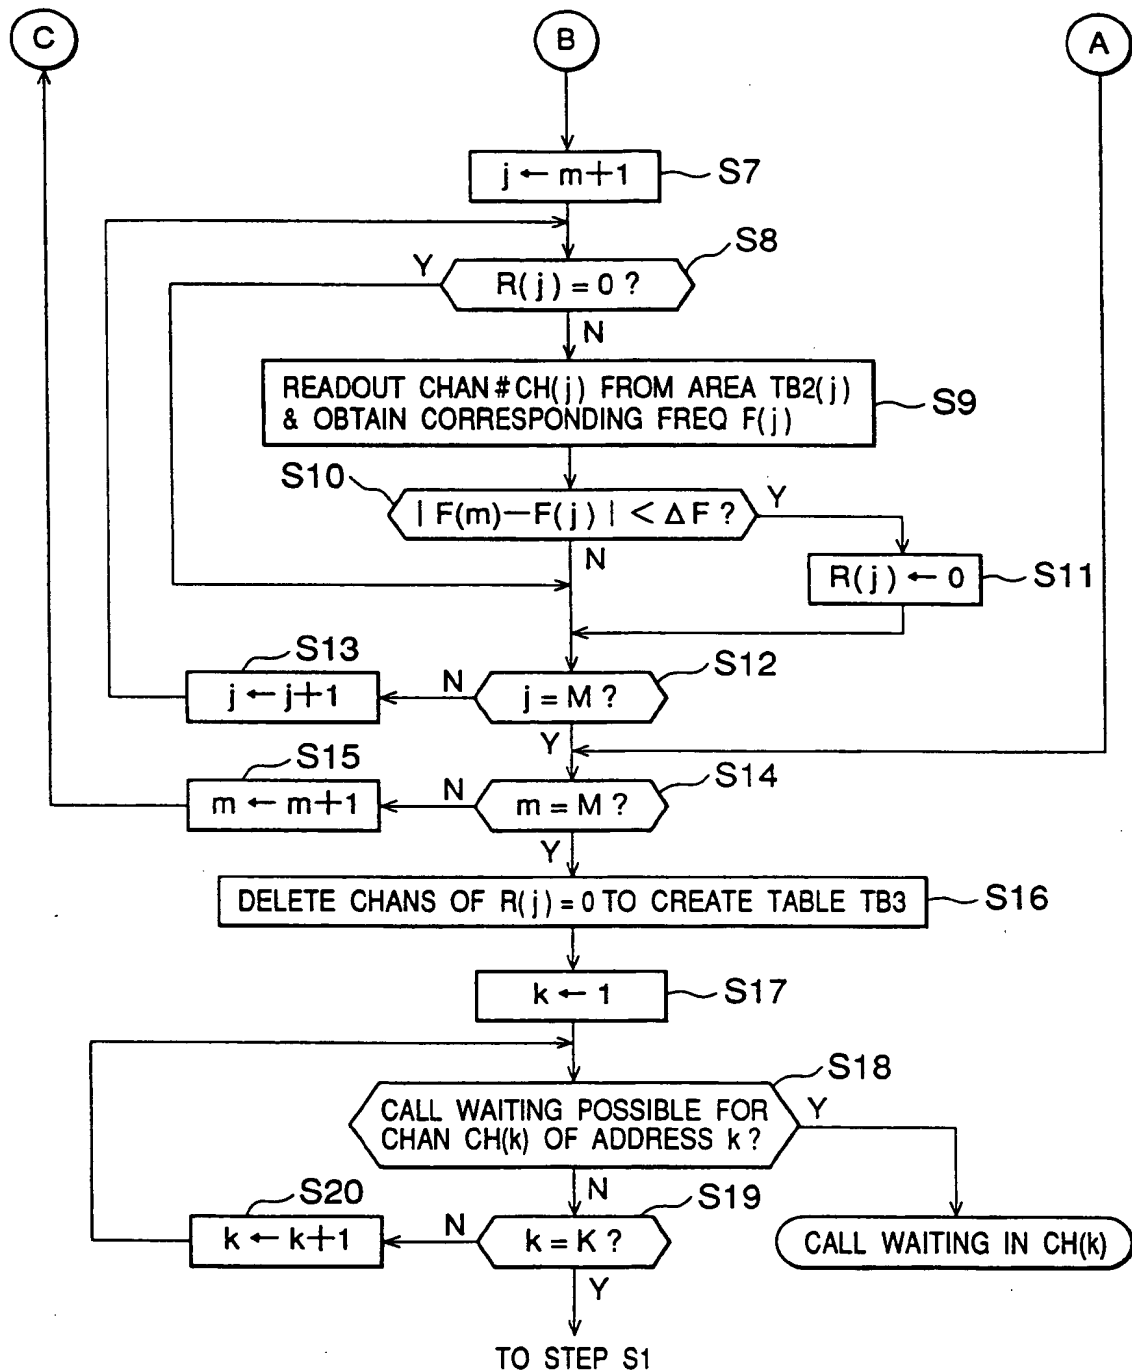 C
B
A
j ← m+1
S7
S8
Y
R(j) = 0 ?
N
READOUT CHAN # CH(j) FROM AREA TB2(j)
& OBTAIN CORRESPONDING FREQ F(j)
S9
S10
| F(m)−F(j) | < ΔF ?
Y
N
R(j) ← 0
S11
S13
S12
j ← j+1
N
j = M ?
Y
S15
S14
m ← m+1
N
m = M ?
Y
DELETE CHANS OF R(j) = 0 TO CREATE TABLE TB3
S16
k ← 1
S17
S18
CALL WAITING POSSIBLE FOR
CHAN CH(k) OF ADDRESS k ?
Y
N
S20
S19
k ← k+1
N
k = K ?
CALL WAITING IN CH(k)
Y
TO STEP S1